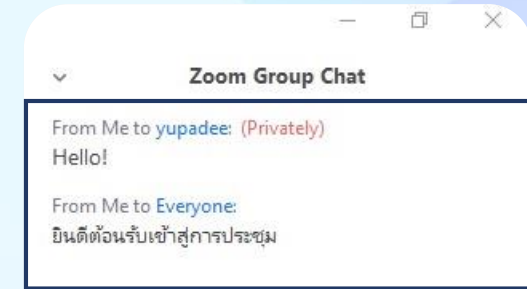 Zoom Group Chat
From Me to yupadee: (Privately)
Hello!
From Me to Everyone:
ยินดีต้อนรับเข้าสู่การประชุม